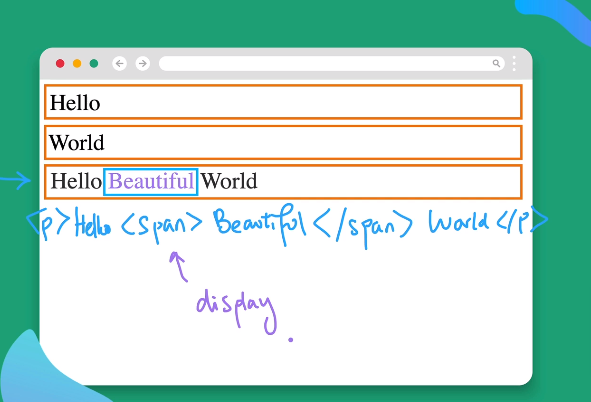 Hello
World
Hello Beautiful World
<p>Hello <span> Beautiful </span> World </p>
display